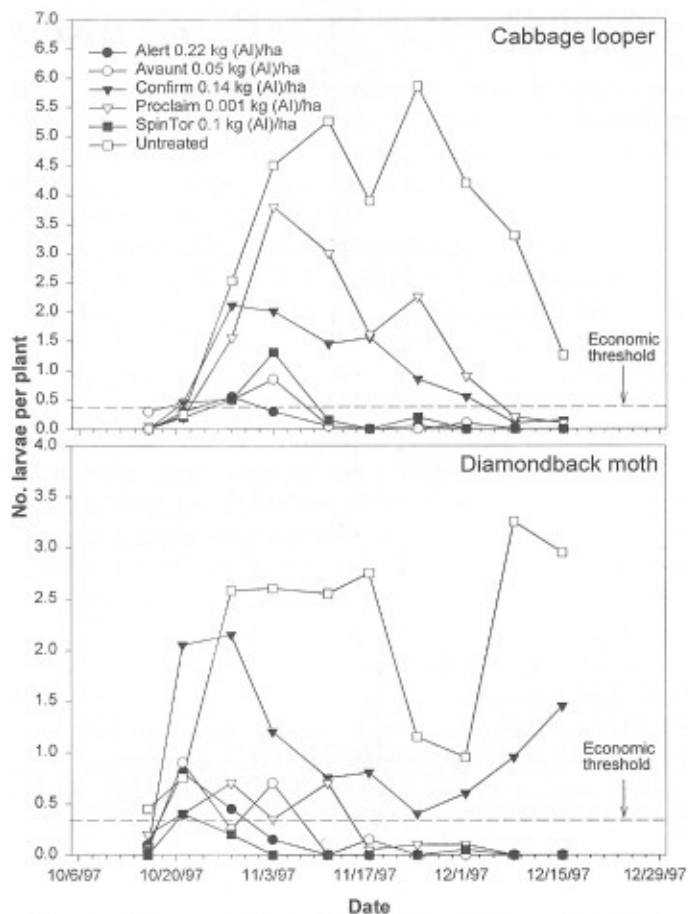 7.0
6.5
6.0
5.5
5.0
4.5
4.0
3.5
3.0
2.5
2.0
1.5
1.0
0.5
0.0
Cabbage looper
Alert 0.22 kg (AI)/ha
Avaunt 0.05 kg (AI)/ha
Confirm 0.14 kg (AI)/ha
Proclaim 0.001 kg (AI)/ha
SpinTor 0.1 kg (AI)/ha
Untreated
Economic
threshold
No. larvae per plant
4.0
3.5
3.0
2.5
2.0
1.5
1.0
0.5
0.0
Diamondback moth
Economic
threshold
10/6/97 10/20/97 11/3/97 11/17/97 12/1/97 12/15/97 12/29/97
Date